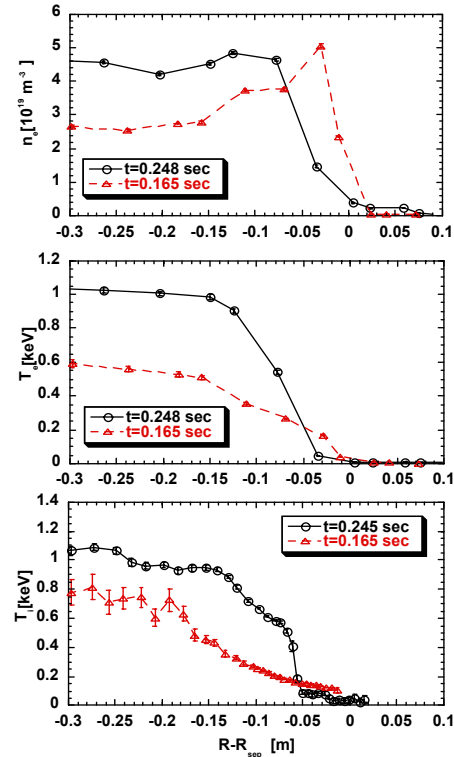 n_e[10^19 m^-3]
6
5
4
3
2
1
0
t=0.248 sec
t=0.165 sec
-0.3 -0.25 -0.2 -0.15 -0.1 -0.05 0 0.05 0.1
T_e[keV]
1.2
1
0.8
0.6
0.4
0.2
0
t=0.248 sec
t=0.165 sec
-0.3 -0.25 -0.2 -0.15 -0.1 -0.05 0 0.05 0.1
T_i[keV]
1.4
1.2
1
0.8
0.6
0.4
0.2
0
t=0.245 sec
t=0.165 sec
-0.3 -0.25 -0.2 -0.15 -0.1 -0.05 0 0.05 0.1
R-R_sep [m]